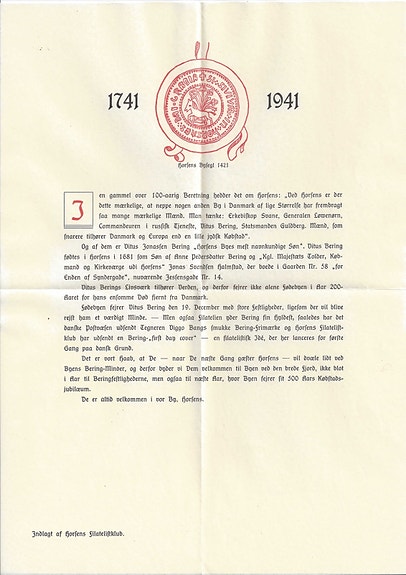 1741
1941
Horsens Bysegl 1421
I en gammel over 100-aarig Beretning hedder det om Horsens: „Ved Horsens er der
dette mærkelige, at neppe nogen anden By i Danmark af lige Størrelse har frembragt
saa mange mærkelige Mænd. Man tænke: Erkebiskop Svane, Generalen Løwenørn,
Commandeuren i russisk Tjeneste, Vitus Bering, Statsmanden Guldberg. Mænd, som
snarere tilhører Danmark og Europa end en lille jydsk Købstad".
Og af dem er Vitus Jonassen Bering „Horsens Byes mest navnkundige Søn". Vitus Bering
fødtes i Horsens i 1681 som Søn af Anne Pedersdatter Bering og „Kgl. Majestæts Tolder, Køb-
mand og Kirkeværge udi Horsens" Jonas Svendsen Halmstad, der boede i Gaarden Nr. 58 „for
Enden af Syndergade", nuværende Jessensgade Nr. 14.
Vitus Berings Livsværk tilhører Verden, og derfor fejrer ikke alene Fødebyen i Aar 200-
Aaret for hans ensomme Død fjernt fra Danmark.
Fødebyen fejrer Vitus Bering den 19. December med store Festligheder, ligesom der vil blive
rejst ham et værdigt Minde. — Men ogsaa Filatelien yder Bering sin Hyldest, saaledes har det
danske Postvæsen udsendt Tegneren Viggo Bangs smukke Bering-Frimærke og Horsens Filatelist-
klub har udsendt en Bering-„first day cover" — en filatelistisk Idé, der her lanceres for første
Gang paa dansk Grund.
Det er vort Haab, at De — naar De næste Gang gæster Horsens — vil dvæle lidt ved
Byens Bering-Minder, og derfor byder vi Dem velkommen til Byen ved den brede Fjord, ikke blot
i Aar til Beringfestlighederne, men ogsaa til næste Aar, hvor Byen fejrer sit 500 Aars Købstads-
jubilæum.
De er altid velkommen i vor By, Horsens.
Indlagt af Horsens Filatelistklub.